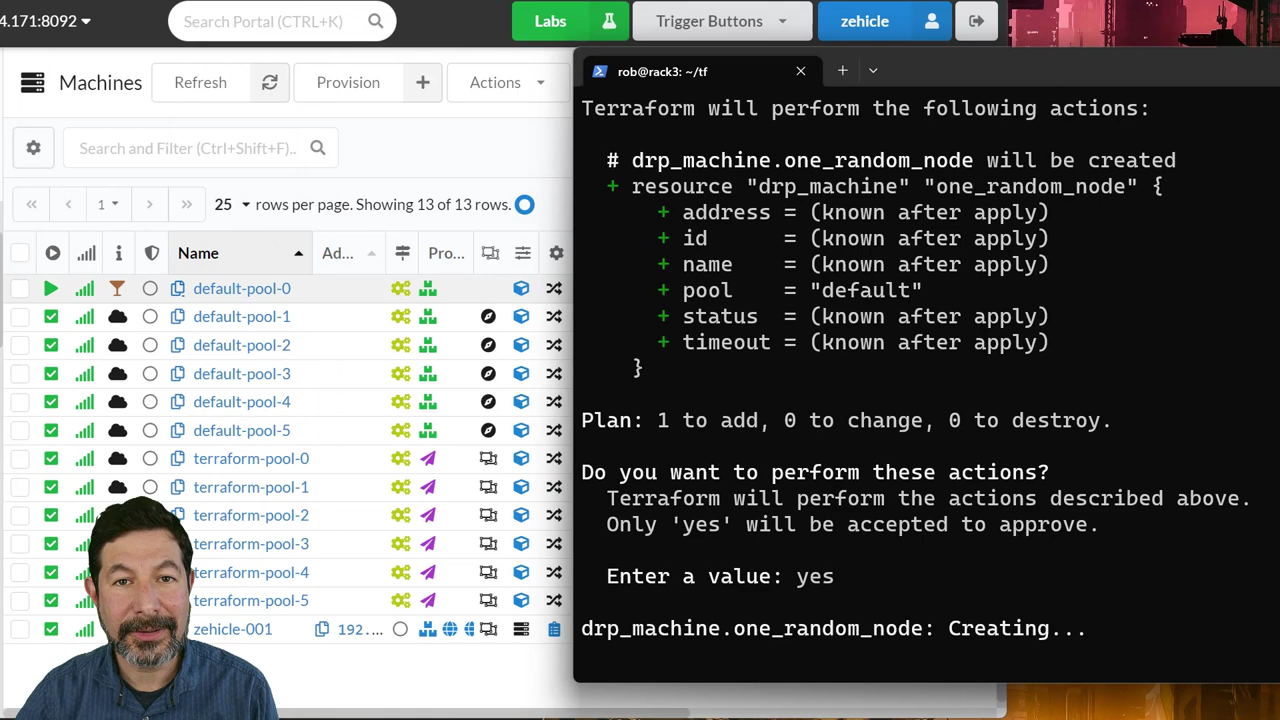 4.171:8092
Search Portal (CTRL+K)
Labs
Trigger Buttons
zehicle
Machines
Refresh
Provision
Actions
Search and Filter (Ctrl+Shift+F)..
1
25 rows per page. Showing 13 of 13 rows.
Name
Ad...
Pro...
default-pool-0
default-pool-1
default-pool-2
default-pool-3
default-pool-4
default-pool-5
terraform-pool-0
terraform-pool-1
terraform-pool-2
terraform-pool-3
terraform-pool-4
terraform-pool-5
zehicle-001
192....
rob@rack3: ~/tf
Terraform will perform the following actions:
# drp_machine.one_random_node will be created
+ resource "drp_machine" "one_random_node" {
+ address = (known after apply)
+ id = (known after apply)
+ name = (known after apply)
+ pool = "default"
+ status = (known after apply)
+ timeout = (known after apply)
}
Plan: 1 to add, 0 to change, 0 to destroy.
Do you want to perform these actions?
Terraform will perform the actions described above.
Only 'yes' will be accepted to approve.
Enter a value: yes
drp_machine.one_random_node: Creating...